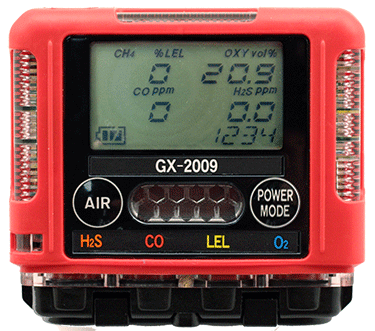 CH4 %LEL OXY vol%
0 20.9
CO ppm H2S ppm
0 0.0
1234
GX-2009
AIR
POWER MODE
H2S CO LEL O2